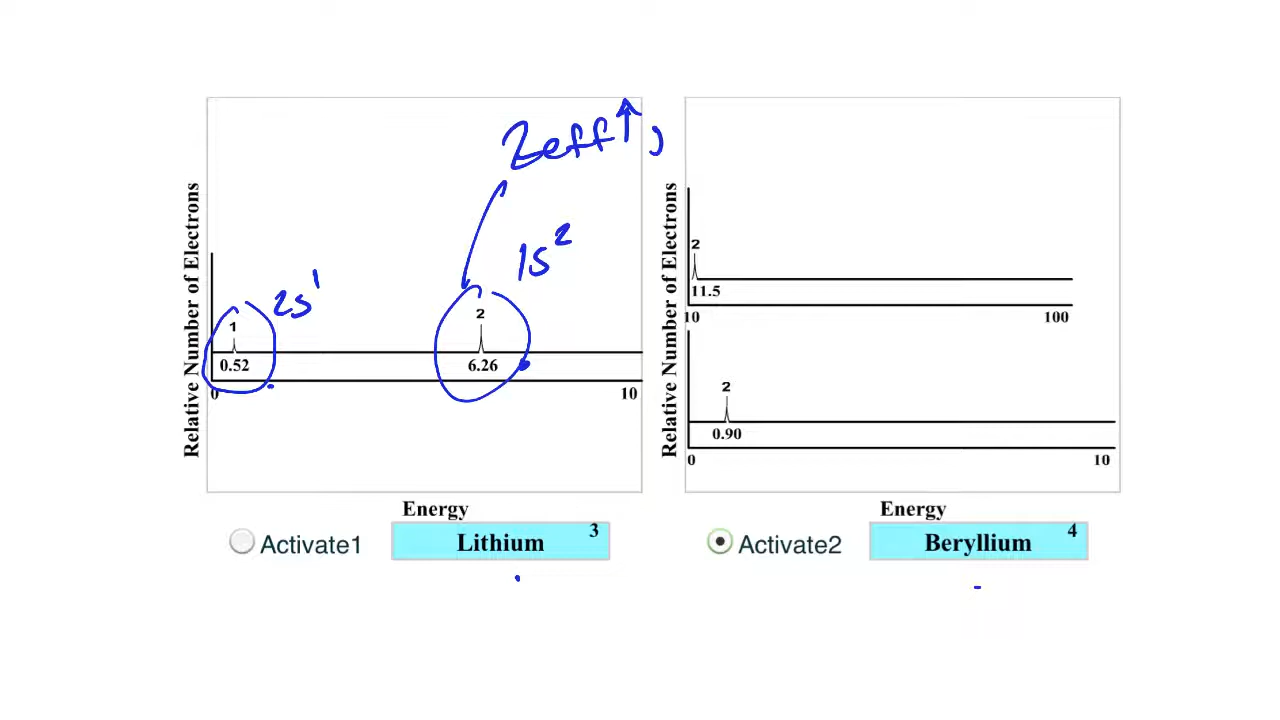 Zeff↑,
1s²
2s¹
Relative Number of Electrons
1
2
0.52
6.26
0
10
Energy
Activate1
Lithium
3
Relative Number of Electrons
2
11.5
10
100
2
0.90
0
10
Energy
Activate2
Beryllium
4